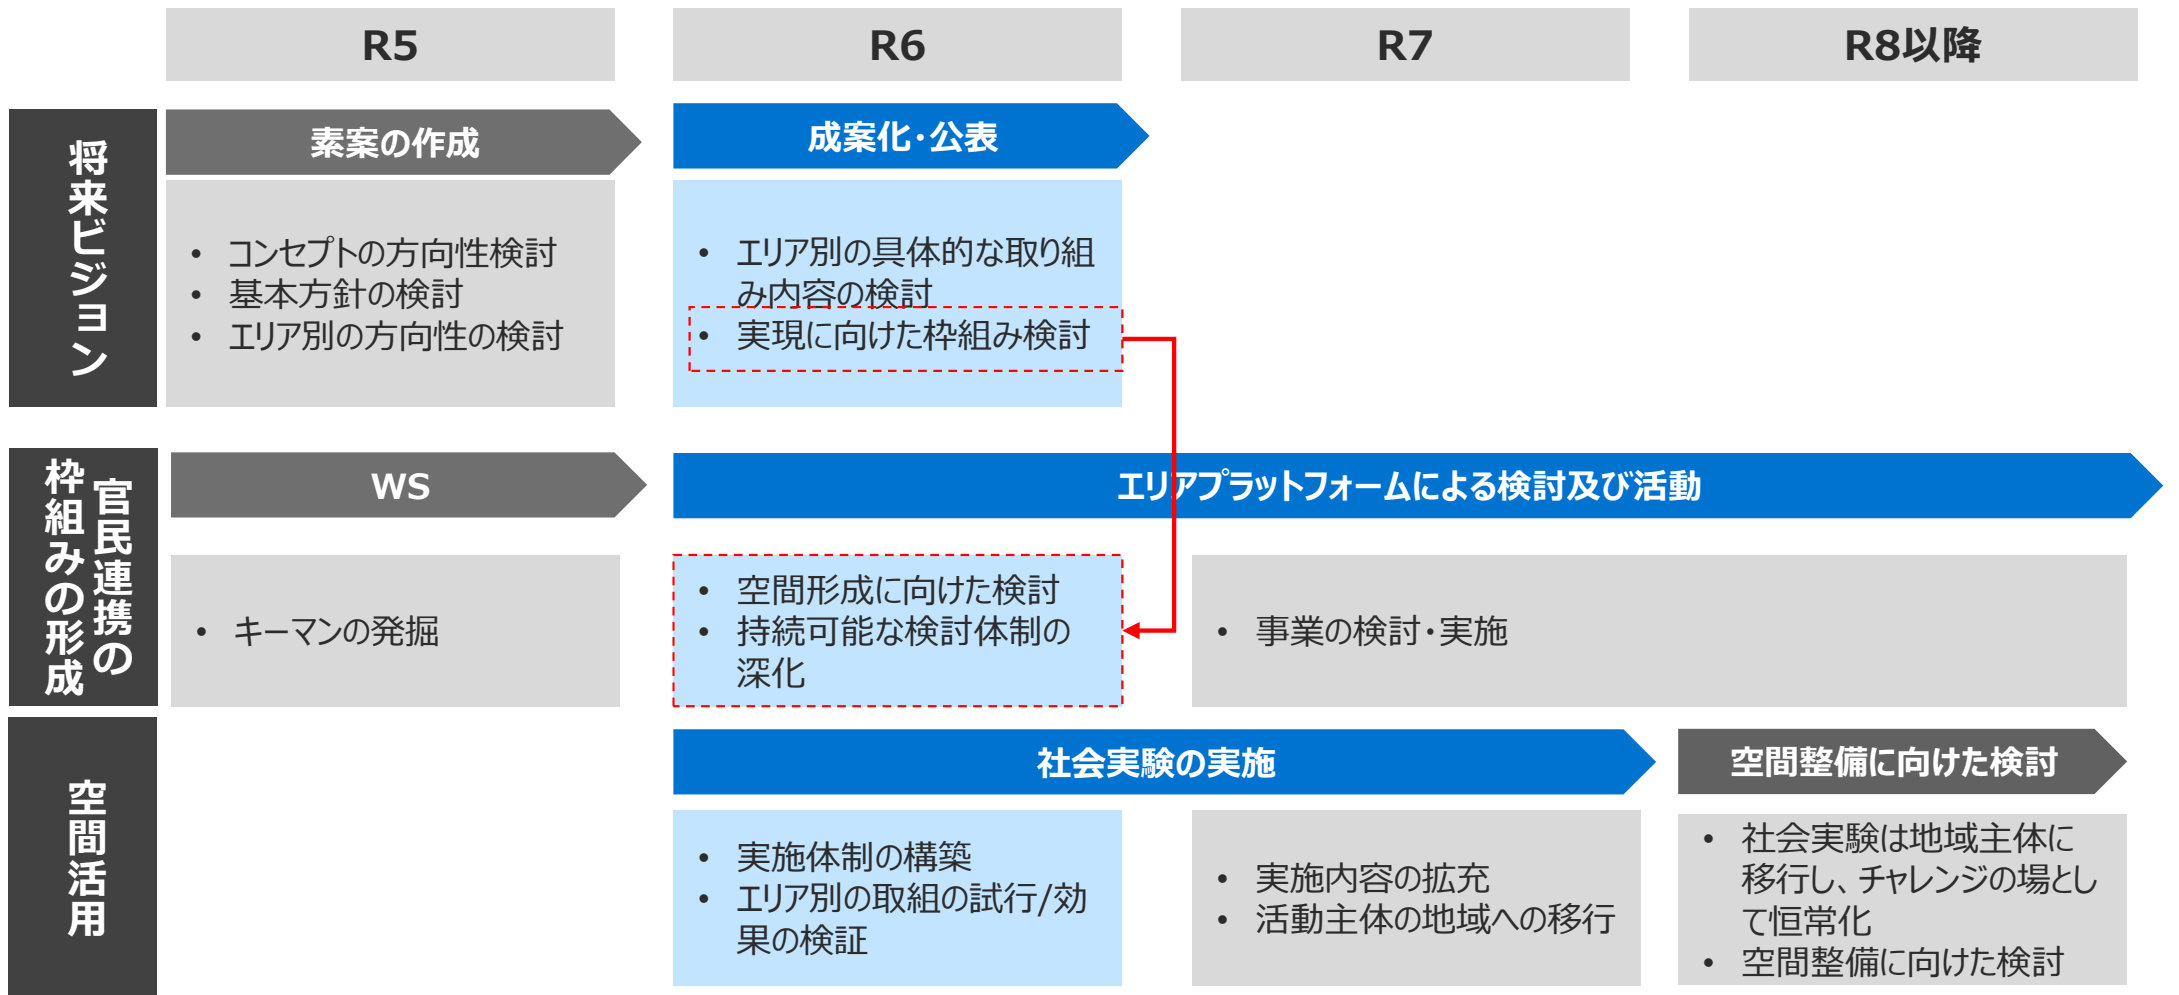 R5
R6
R7
R8以降
将来ビジョン
素案の作成
成案化・公表
• コンセプトの方向性検討
• 基本方針の検討
• エリア別の方向性の検討
• エリア別の具体的な取り組
み内容の検討
• 実現に向けた枠組み検討
官民連携の
枠組みの形成
WS
エリアプラットフォームによる検討及び活動
• キーマンの発掘
• 空間形成に向けた検討
• 持続可能な検討体制の
深化
• 事業の検討・実施
空間活用
社会実験の実施
空間整備に向けた検討
• 実施体制の構築
• エリア別の取組の試行/効
果の検証
• 実施内容の拡充
• 活動主体の地域への移行
• 社会実験は地域主体に
移行し、チャレンジの場とし
て恒常化
• 空間整備に向けた検討